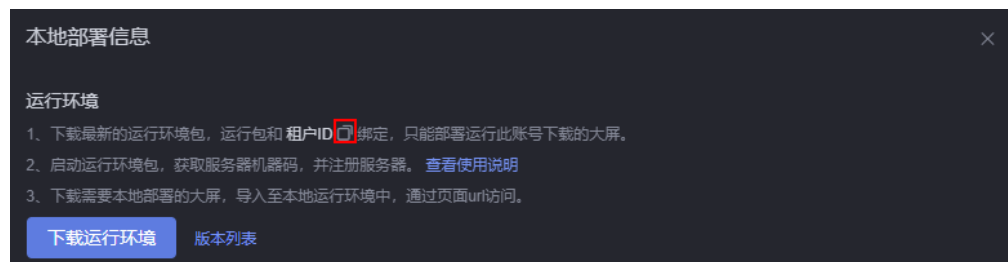 本地部署信息
运行环境
1、下载最新的运行环境包，运行包和 租户ID 绑定，只能部署运行此账号下载的大屏。
2、启动运行环境包，获取服务器机器码，并注册服务器。 查看使用说明
3、下载需要本地部署的大屏，导入至本地运行环境中，通过页面url访问。
下载运行环境 版本列表